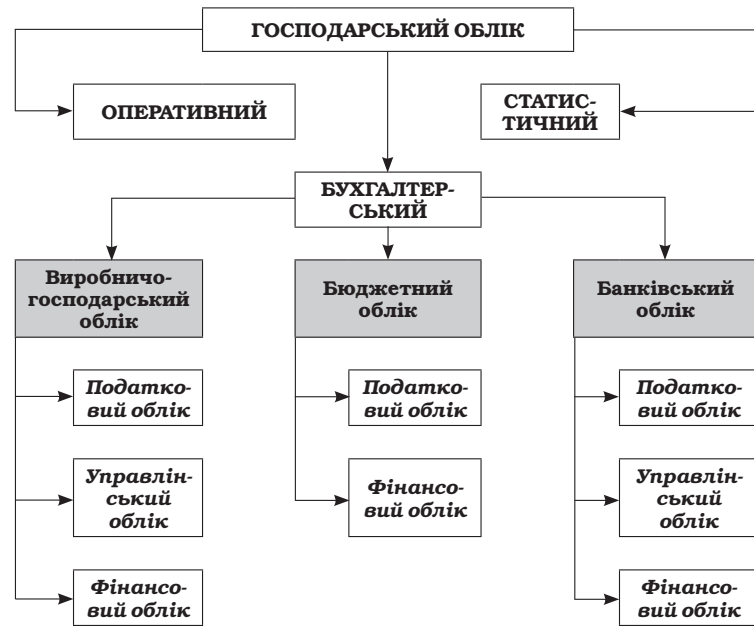 ГОСПОДАРСЬКИЙ ОБЛІК
ОПЕРАТИВНИЙ
СТАТИС-
ТИЧНИЙ
БУХГАЛТЕР-
СЬКИЙ
Виробничо-
господарський
облік
Бюджетний
облік
Банківський
облік
Податко-
вий облік
Податко-
вий облік
Податко-
вий облік
Управлін-
ський
облік
Фінансо-
вий облік
Управлін-
ський
облік
Фінансо-
вий облік
Фінансо-
вий облік